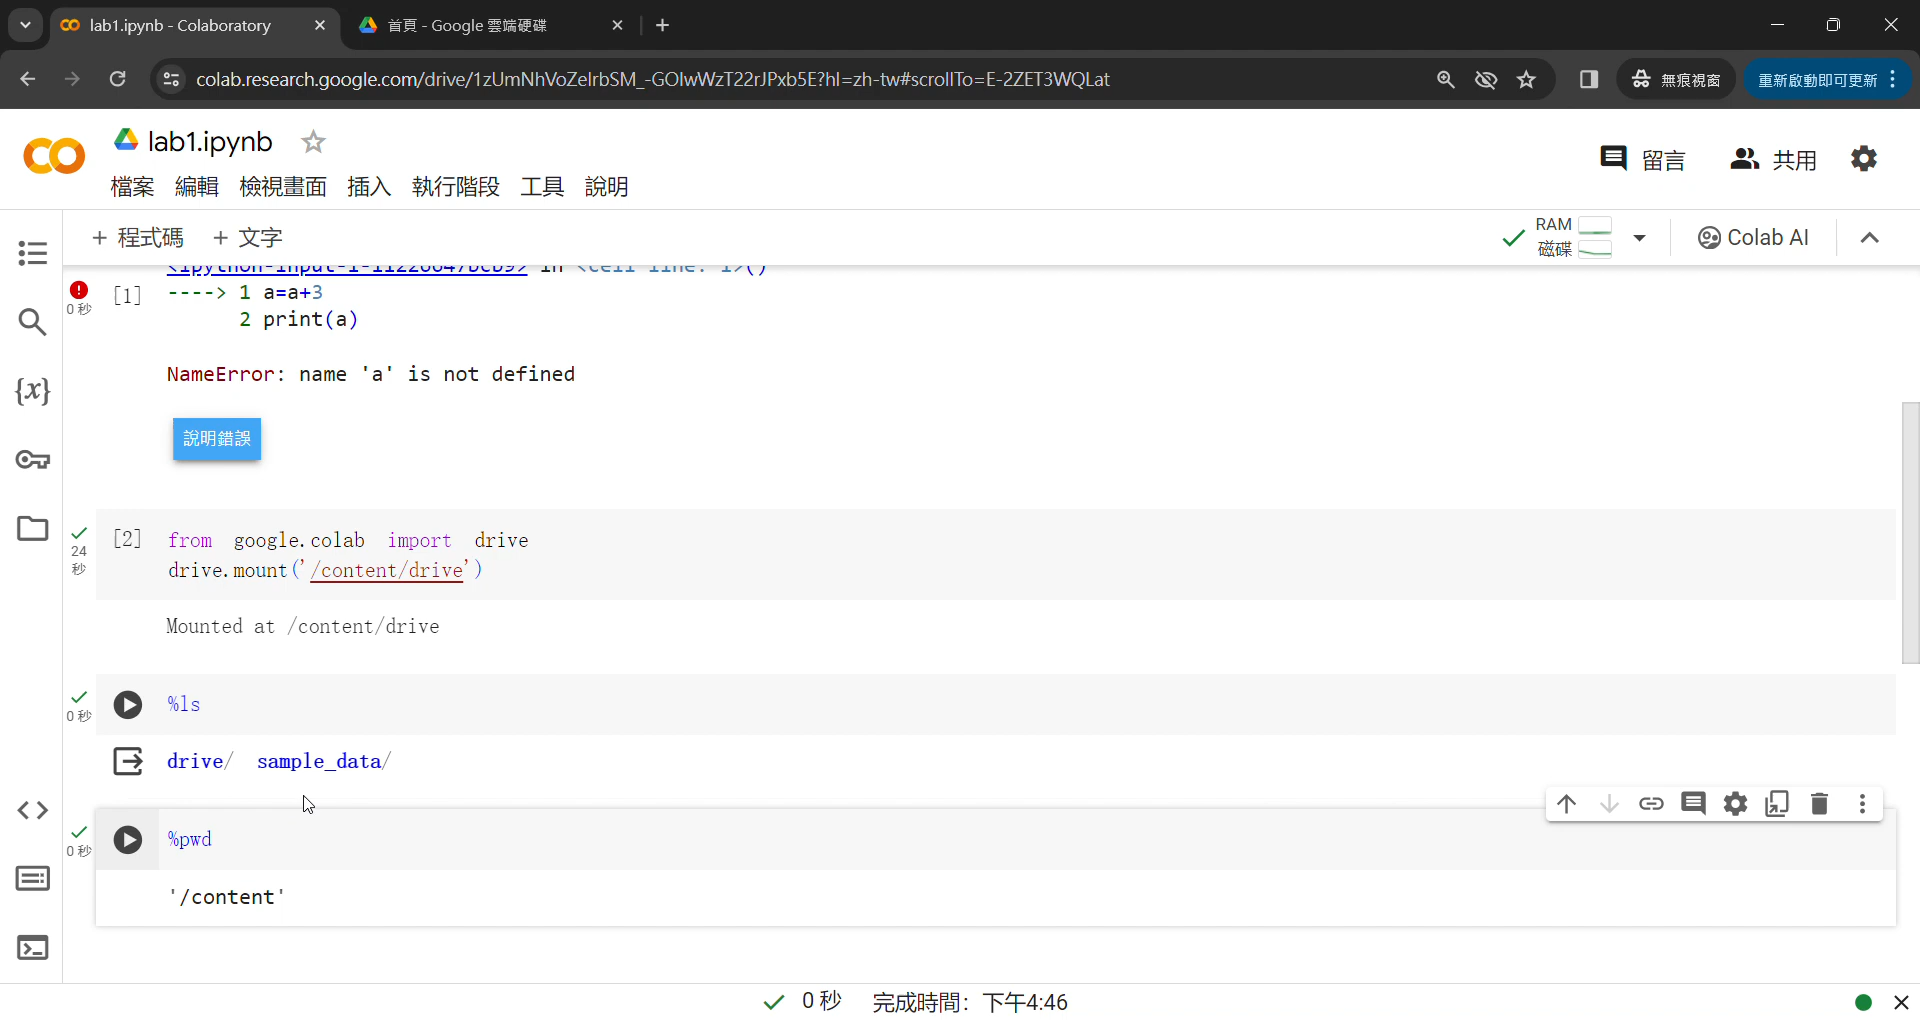 lab1.ipynb - Colaboratory
首頁 - Google 雲端硬碟
colab.research.google.com/drive/1zUmNhVoZelrbSM_-GOlwWzT22rJPxb5E?hl=zh-tw#scrollTo=E-2ZET3WQLat
無痕視窗
重新啟動即可更新
lab1.ipynb
檔案 編輯 檢視畫面 插入 執行階段 工具 說明
留言
共用
+ 程式碼 + 文字
RAM
磁碟
Colab AI
0 秒
[1]
----> 1 a=a+3
2 print(a)
NameError: name 'a' is not defined
說明錯誤
24
秒
[2]
from google.colab import drive
drive.mount('/content/drive')
Mounted at /content/drive
0 秒
%ls
drive/ sample_data/
0 秒
%pwd
'/content'
0 秒 完成時間: 下午4:46